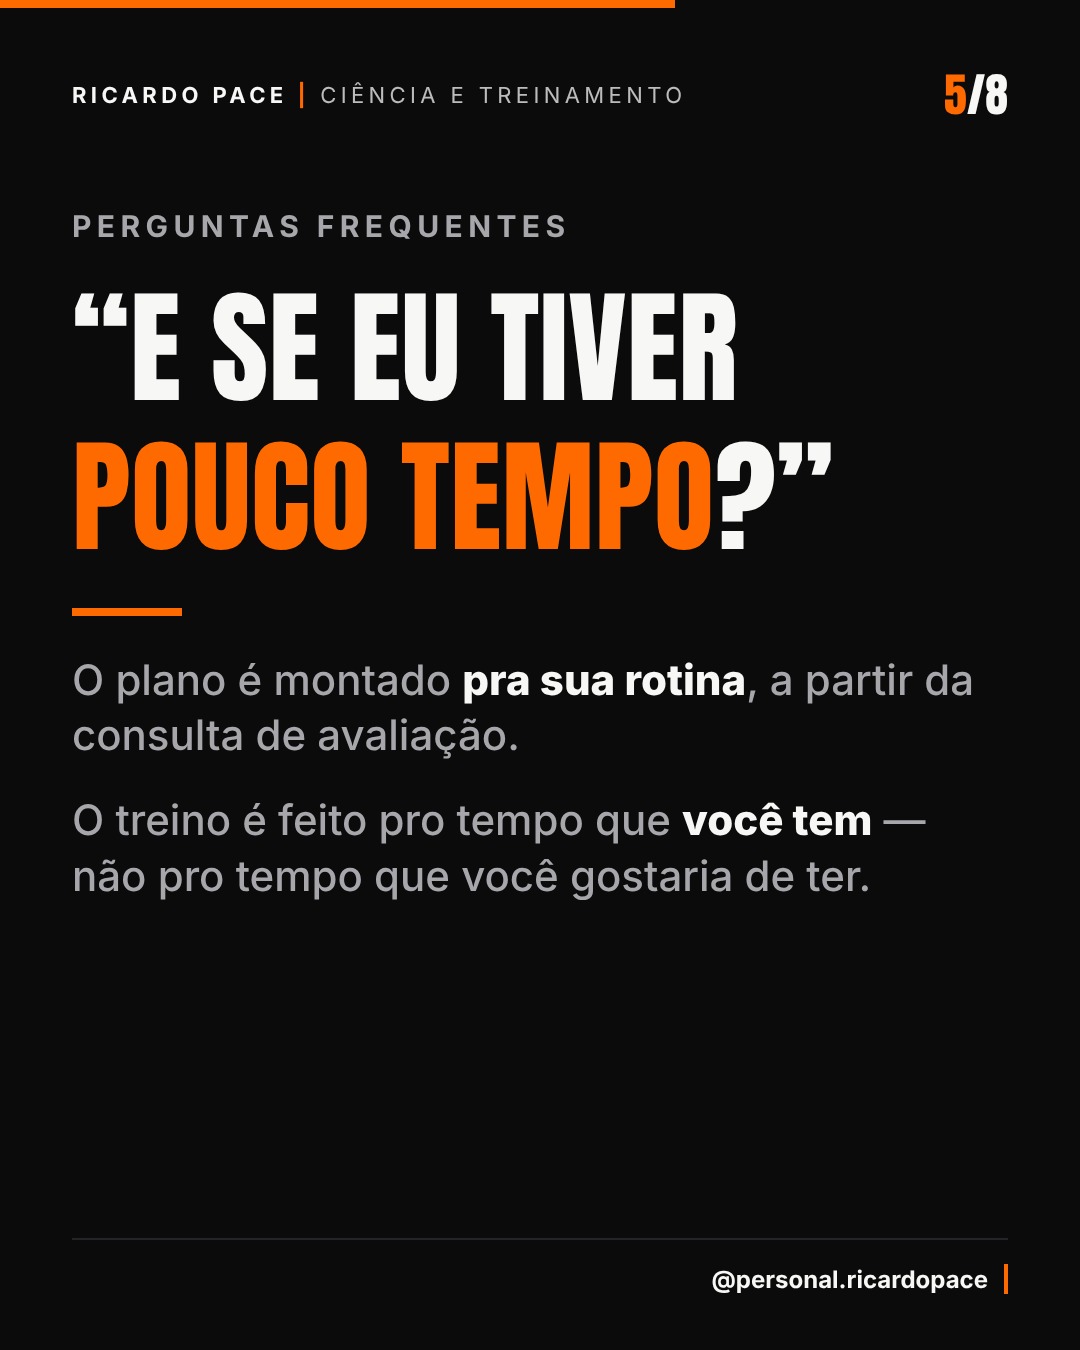 RICARDO PACE | CIÊNCIA E TREINAMENTO
5/8
PERGUNTAS FREQUENTES
“E SE EU TIVER
POUCO TEMPO?”
O plano é montado pra sua rotina, a partir da
consulta de avaliação.
O treino é feito pro tempo que você tem —
não pro tempo que você gostaria de ter.
@personal.ricardopace